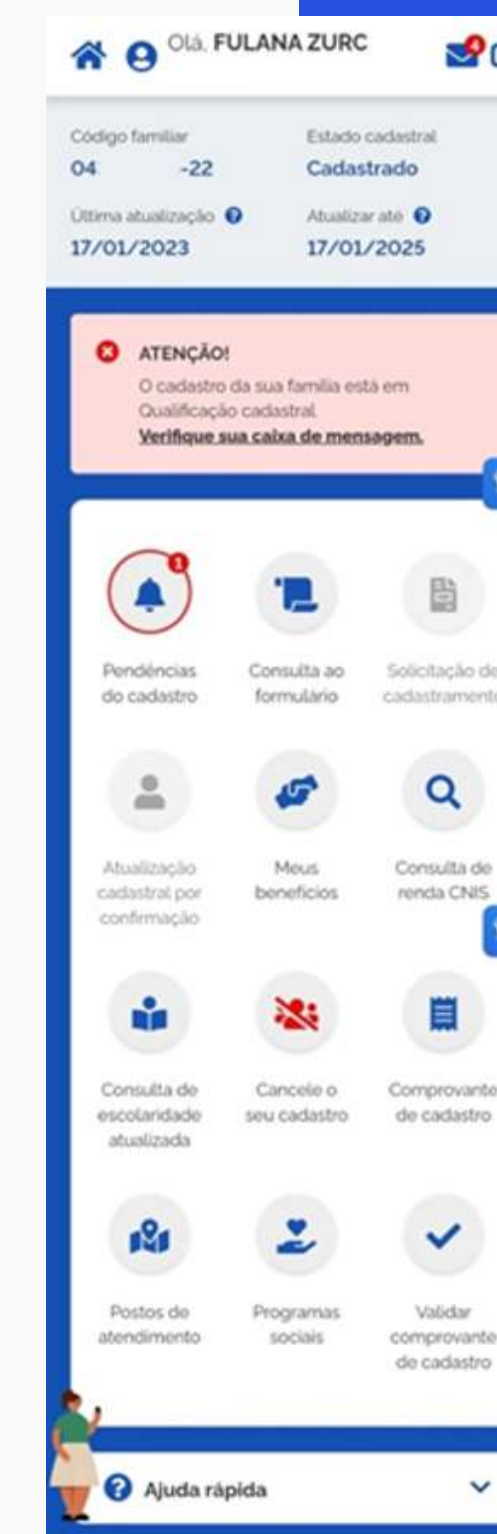 Olá, FULANA ZURC
4
Código familiar
Estado cadastral
04 -22
Cadastrado
Última atualização ?
Atualizar até ?
17/01/2023
17/01/2025
ATENÇÃO!
O cadastro da sua família está em
Qualificação cadastral.
Verifique sua caixa de mensagem.
1
Pendências
do cadastro
Consulta ao
formulário
Solicitação de
cadastramento
Atualização
cadastral por
confirmação
Meus
benefícios
Consulta de
renda CNIS
Consulta de
escolaridade
atualizada
Cancele o
seu cadastro
Comprovante
de cadastro
Postos de
atendimento
Programas
sociais
Validar
comprovante
de cadastro
? Ajuda rápida